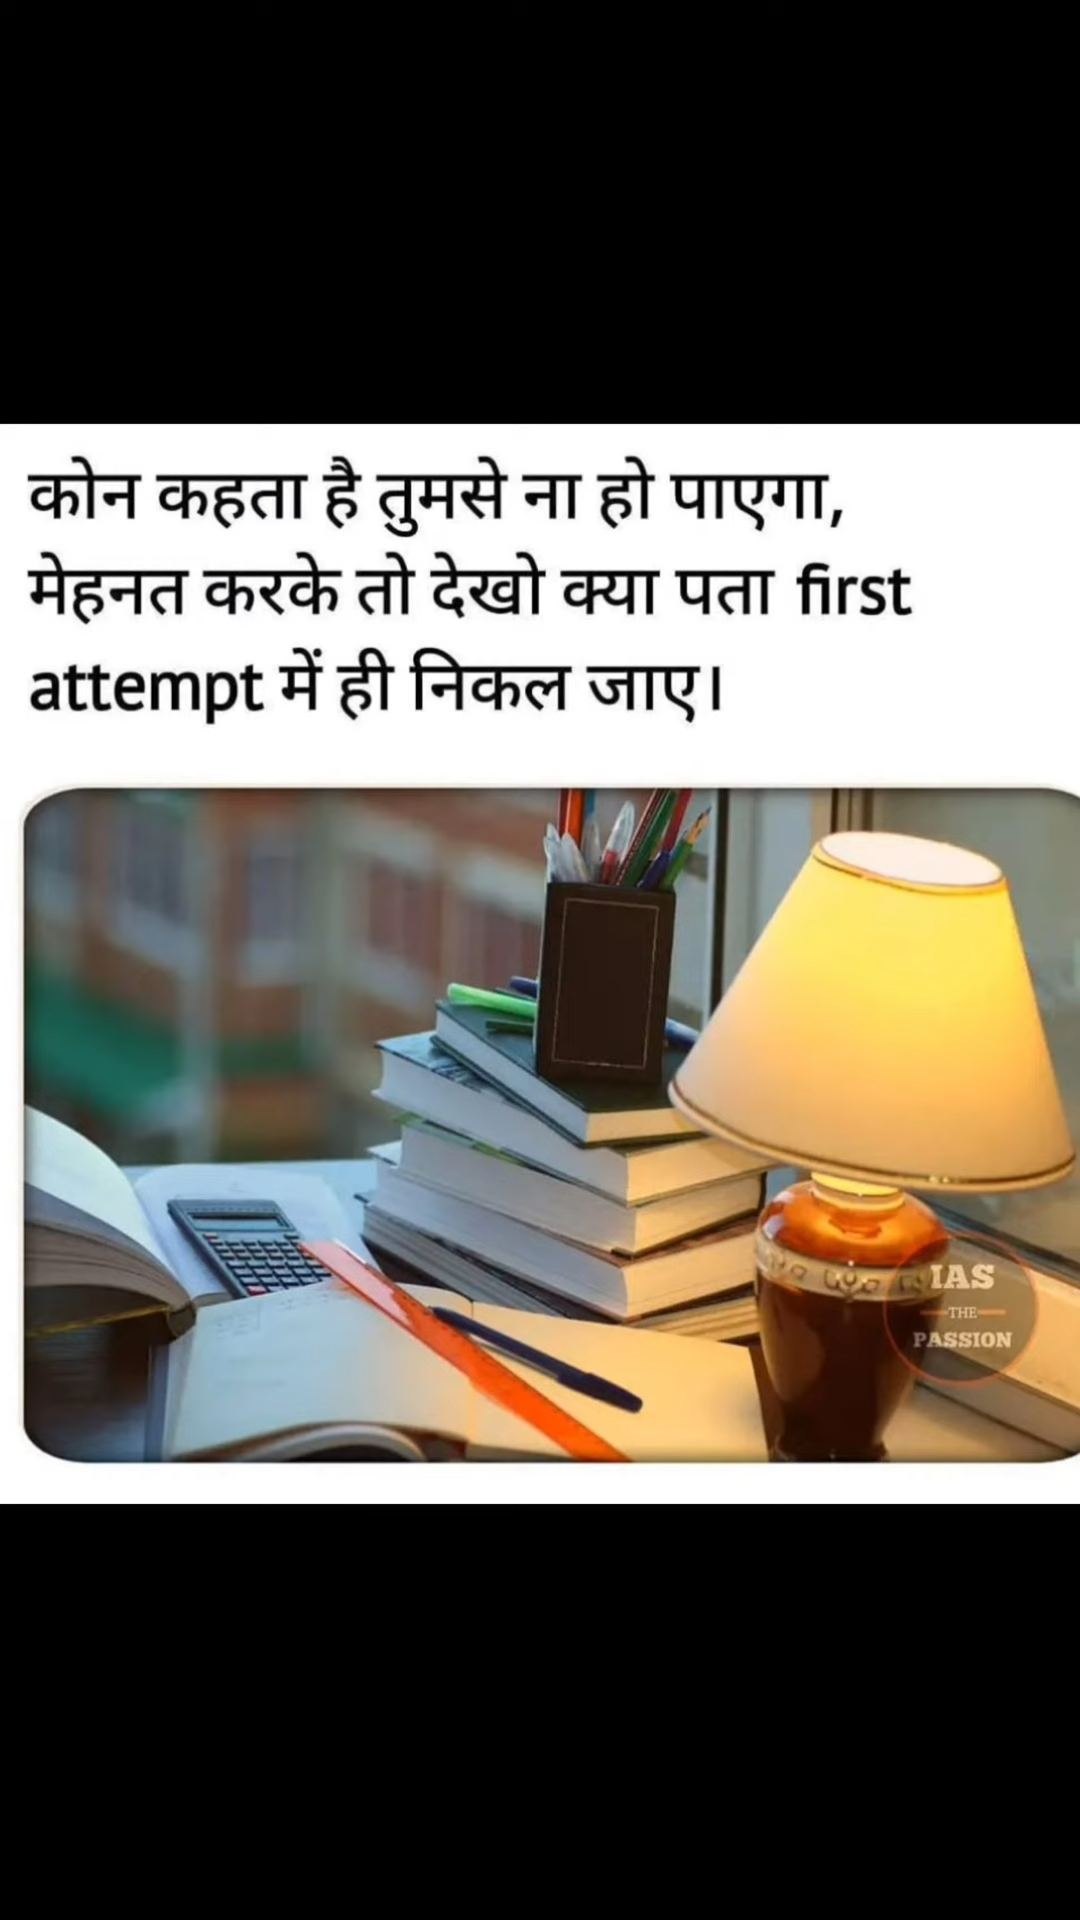 कोन कहता है तुमसे ना हो पाएगा,
मेहनत करके तो देखो क्या पता first
attempt में ही निकल जाए।
IAS
THE
PASSION